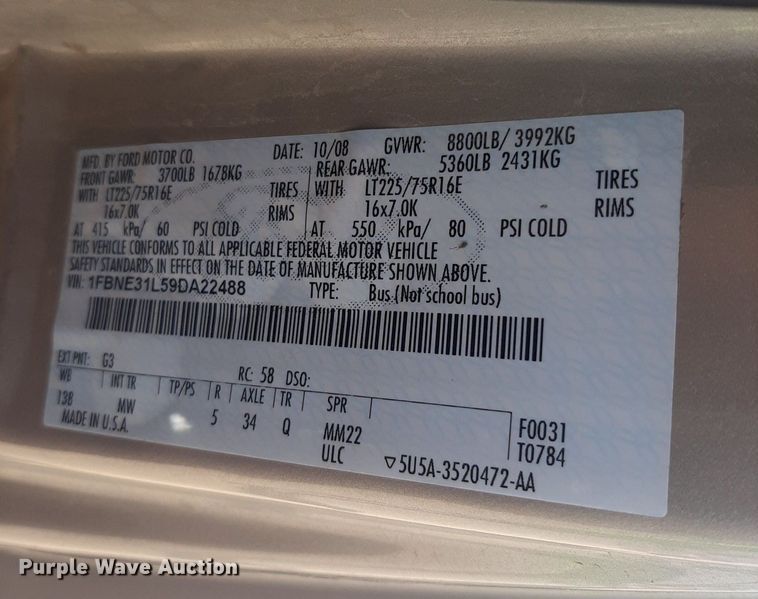 MFD. BY FORD MOTOR CO. DATE: 10/08 GVWR: 8800LB/ 3992KG
FRONT GAWR: 3700LB 1678KG REAR GAWR: 5360LB 2431KG
WITH LT225/75R16E TIRES WITH LT225/75R16E TIRES
16x7.0K RIMS 16x7.0K RIMS
AT 415 kPa/ 60 PSI COLD AT 550 kPa/ 80 PSI COLD
THIS VEHICLE CONFORMS TO ALL APPLICABLE FEDERAL MOTOR VEHICLE
SAFETY STANDARDS IN EFFECT ON THE DATE OF MANUFACTURE SHOWN ABOVE.
VIN: 1FBNE31L59DA22488 TYPE: Bus (Not school bus)
EXT PNT: G3 RC: 58 DSO:
WB INT TR TP/PS R AXLE TR SPR
138 MW 5 34 Q MM22 F0031
MADE IN U.S.A. ULC T0784
▽5U5A-3520472-AA
Purple Wave Auction